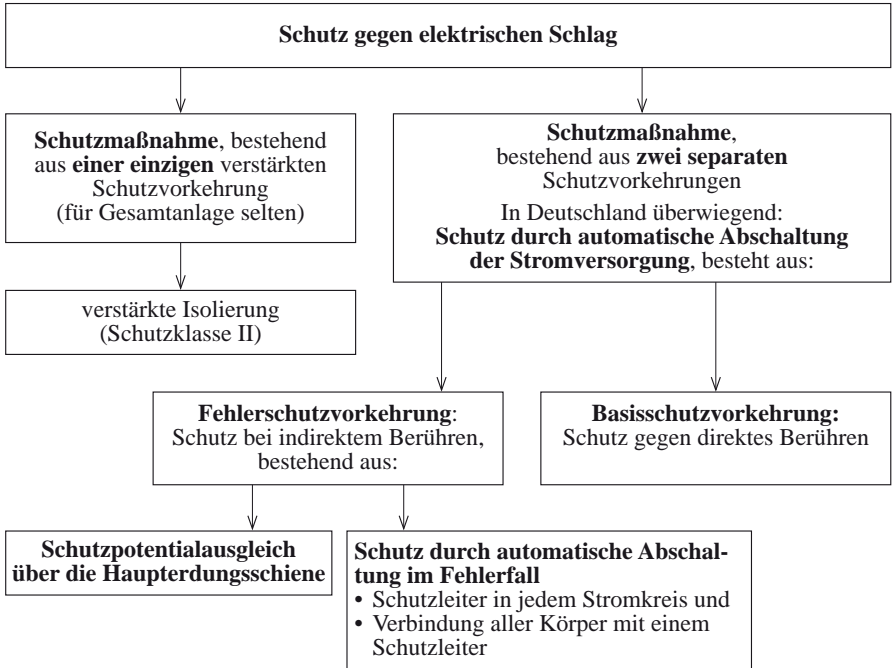 Schutz gegen elektrischen Schlag
Schutzmaßnahme, bestehend
aus einer einzigen verstärkten
Schutzvorkehrung
(für Gesamtanlage selten)
Schutzmaßnahme,
bestehend aus zwei separaten
Schutzvorkehrungen
In Deutschland überwiegend:
Schutz durch automatische Abschaltung
der Stromversorgung, besteht aus:
verstärkte Isolierung
(Schutzklasse II)
Fehlerschutzvorkehrung:
Schutz bei indirektem Berühren,
bestehend aus:
Basisschutzvorkehrung:
Schutz gegen direktes Berühren
Schutzpotentialausgleich
über die Haupterdungsschiene
Schutz durch automatische Abschal-
tung im Fehlerfall
• Schutzleiter in jedem Stromkreis und
• Verbindung aller Körper mit einem
Schutzleiter